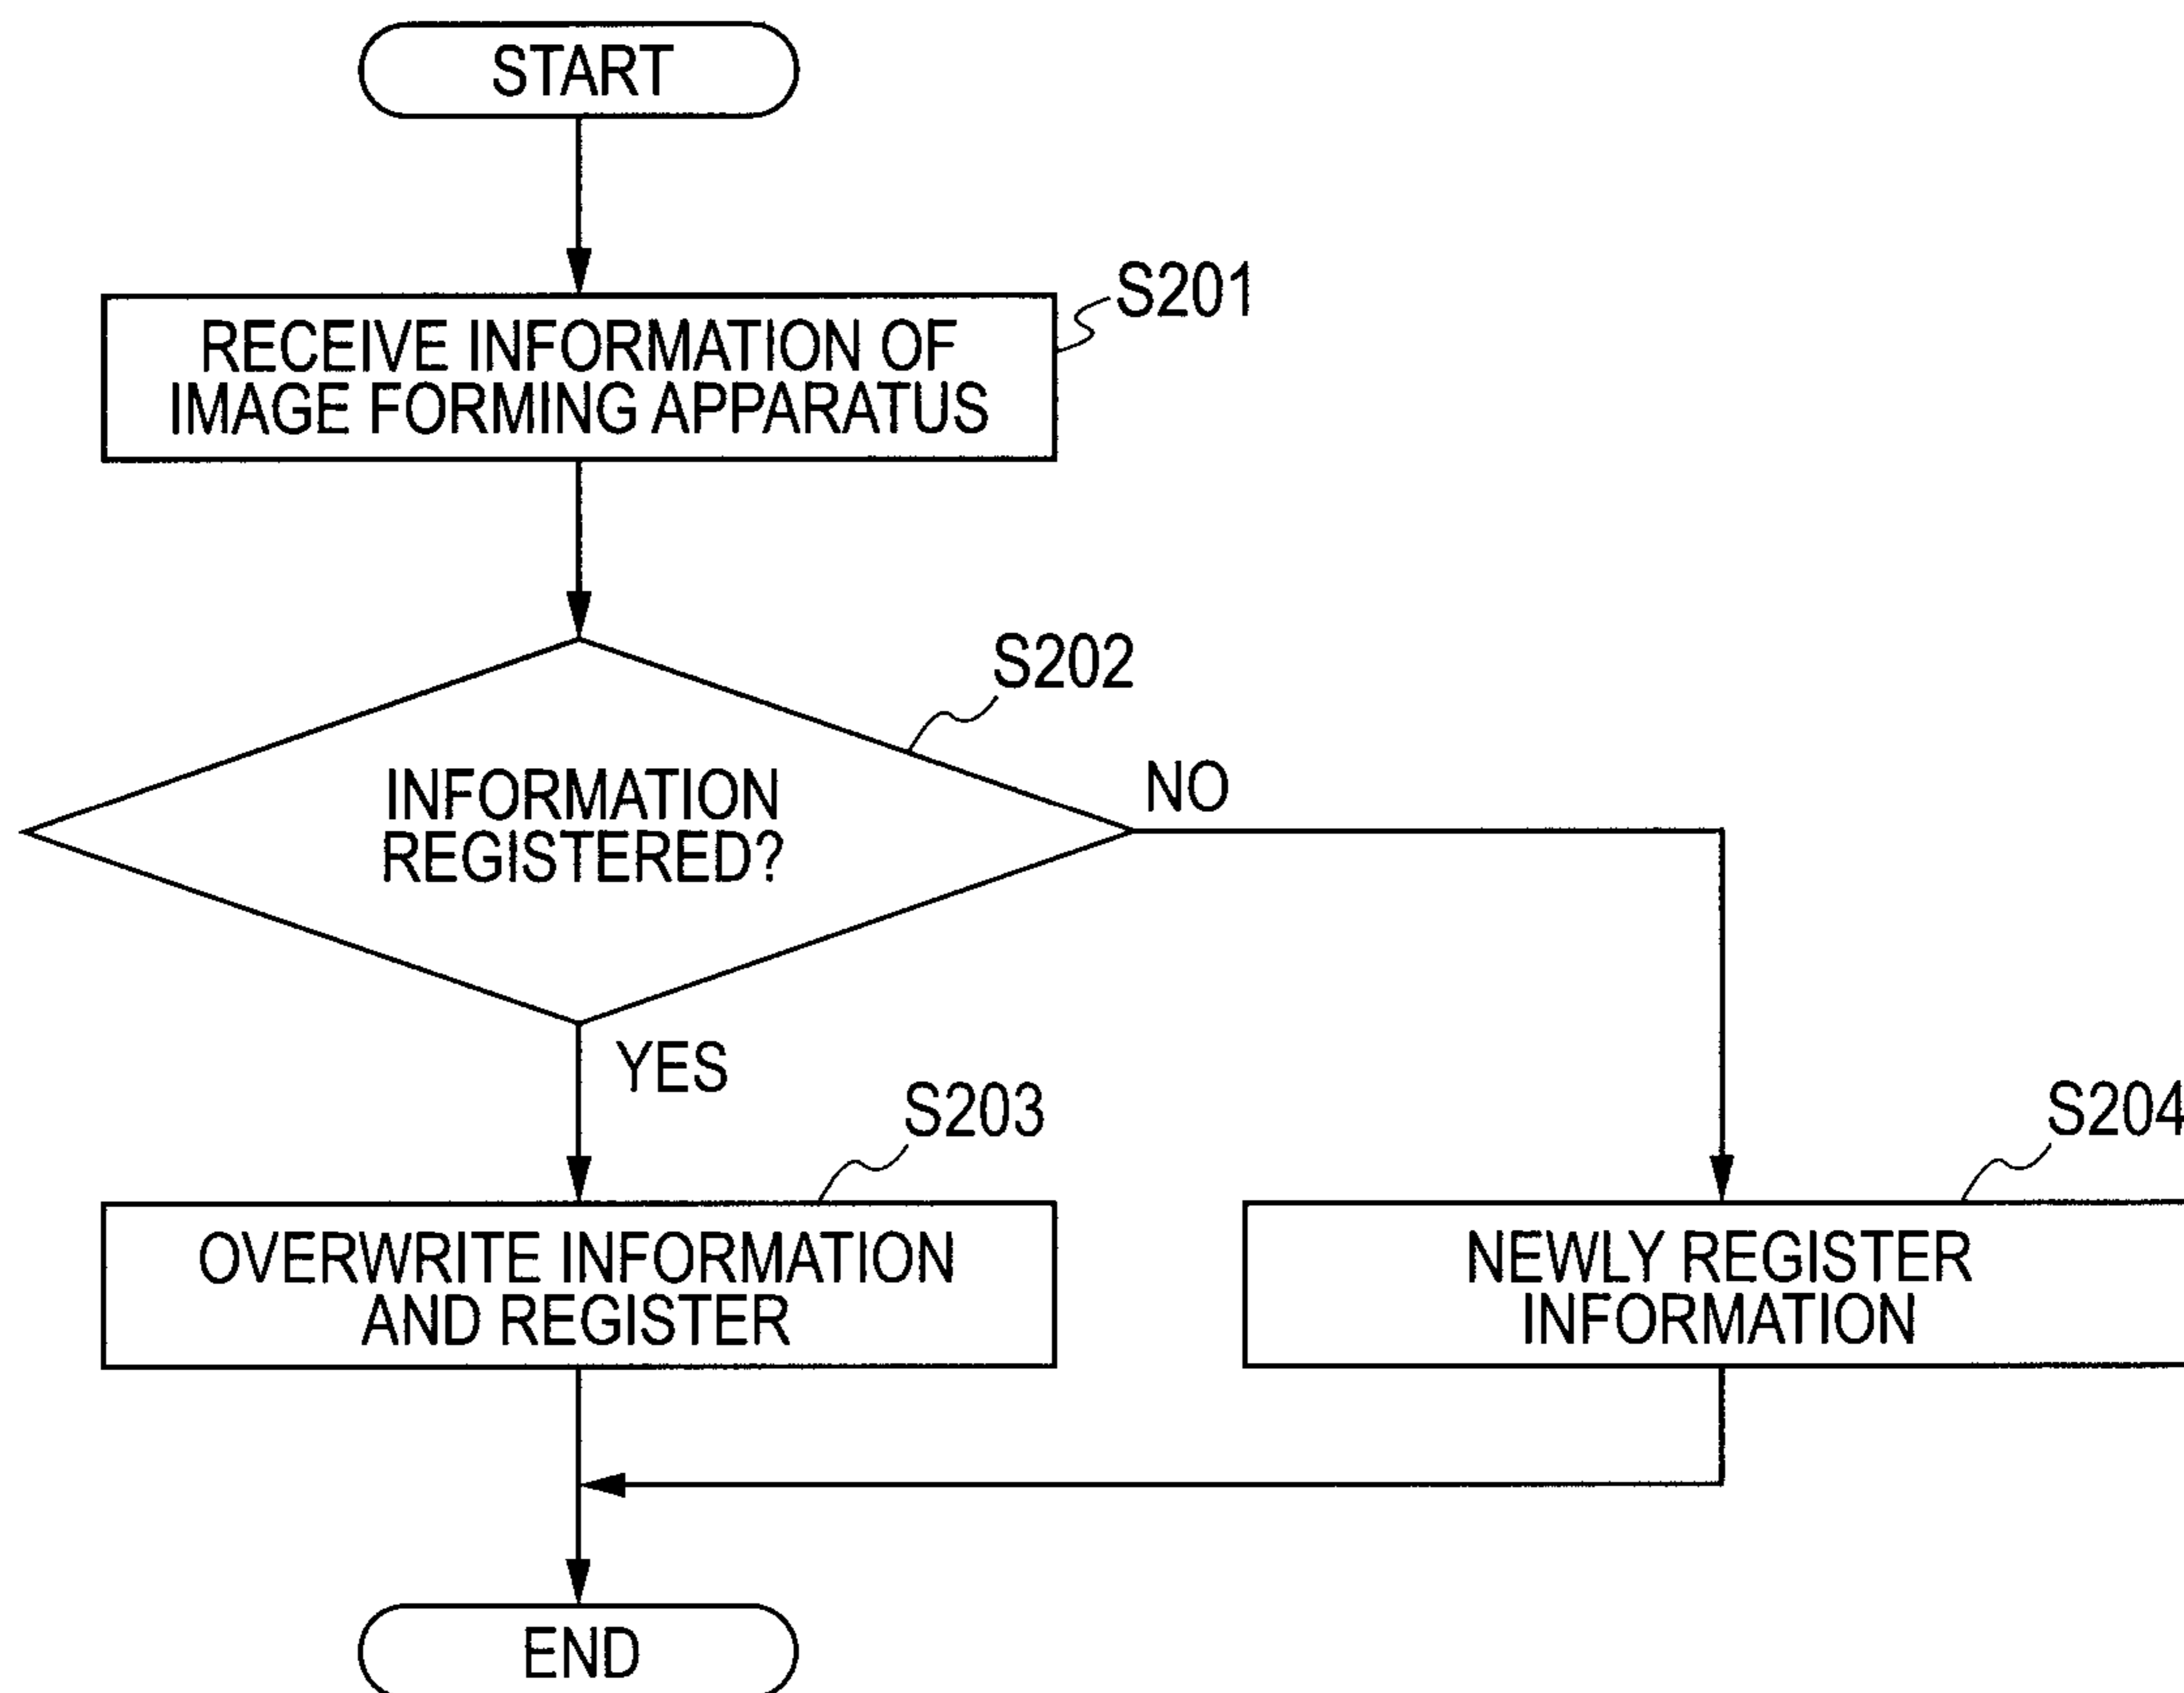 START
S201
RECEIVE INFORMATION OF
IMAGE FORMING APPARATUS
S202
INFORMATION
REGISTERED?
NO
YES
S203
OVERWRITE INFORMATION
AND REGISTER
S204
NEWLY REGISTER
INFORMATION
END